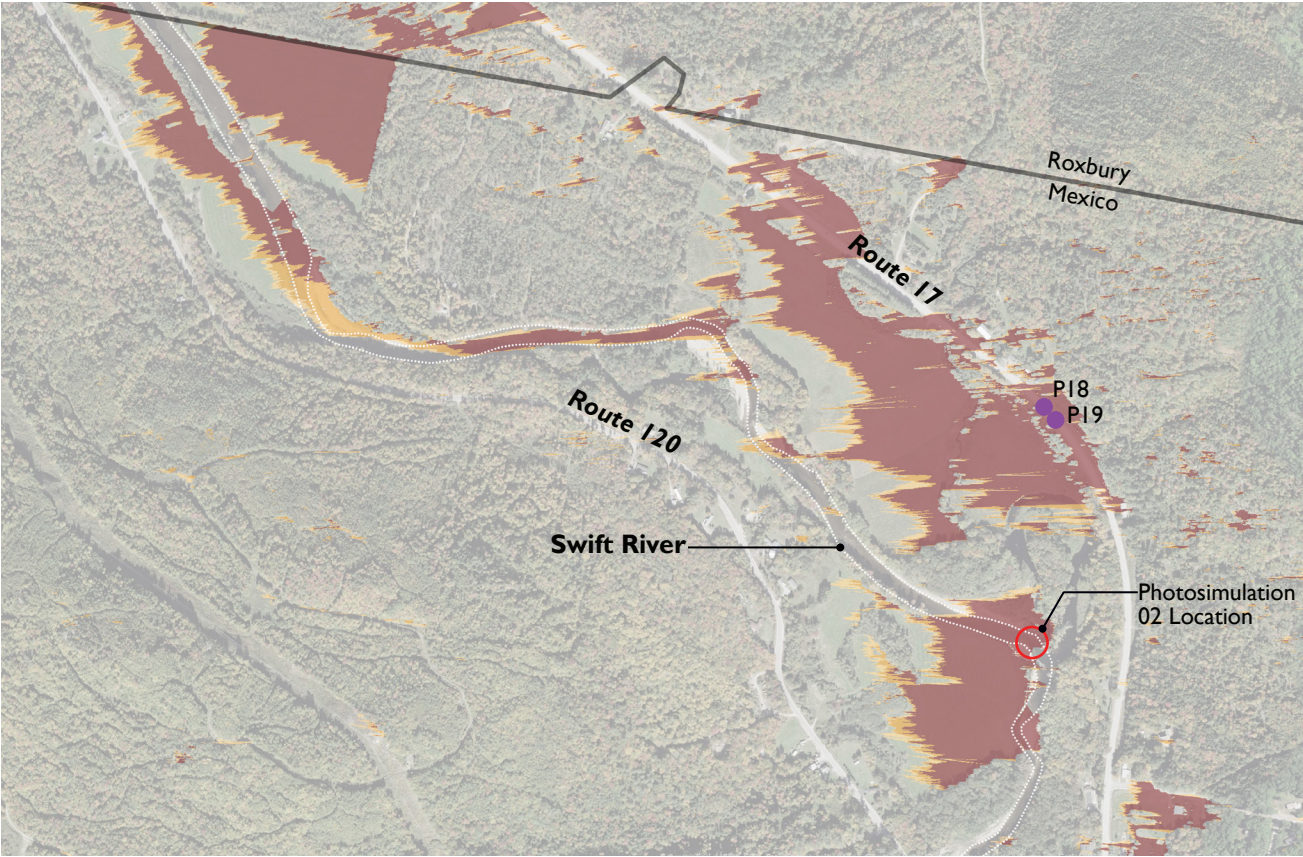 Roxbury
Mexico
Route 17
P18
P19
Route 120
Swift River
Photosimulation
02 Location